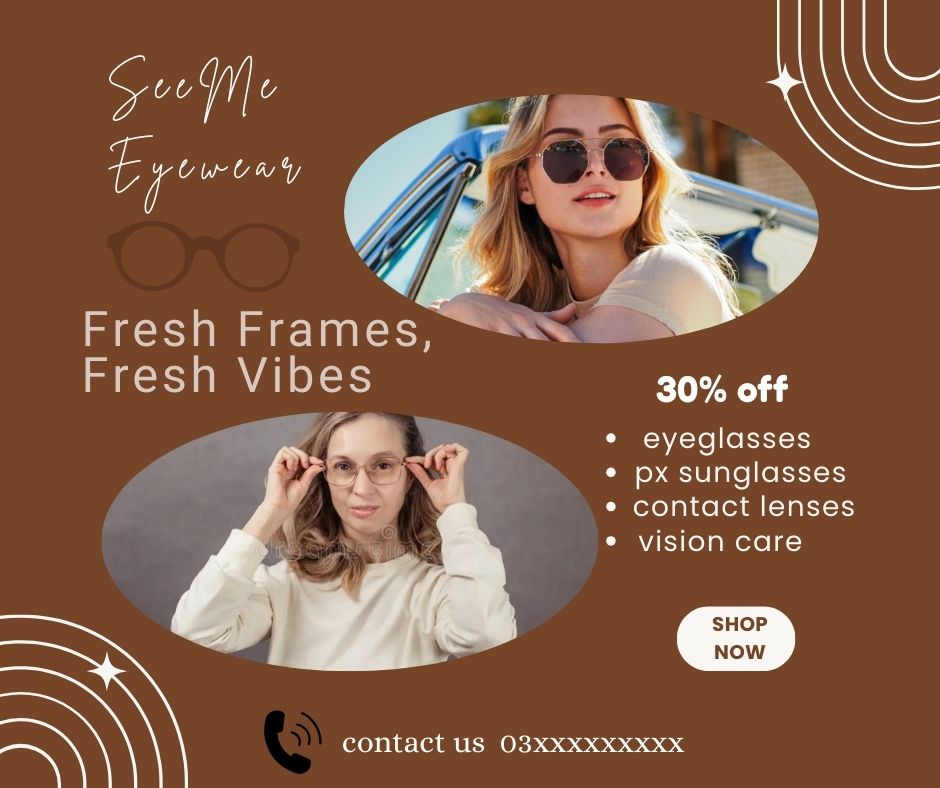 SeeMe
Eyewear
Fresh Frames,
Fresh Vibes
30% off
• eyeglasses
• px sunglasses
• contact lenses
• vision care
dreamstime
SHOP
NOW
contact us 03xxxxxxxxx